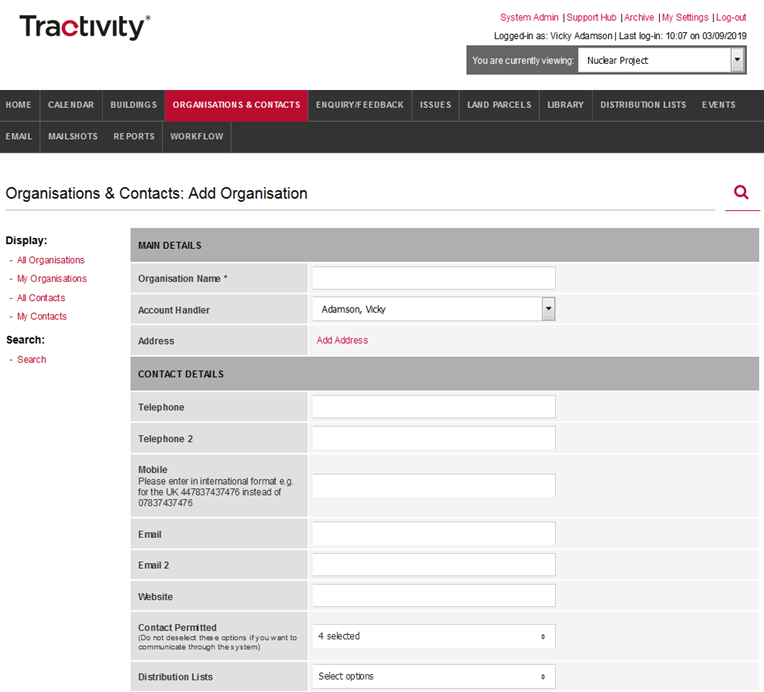 Tractivity®
System Admin | Support Hub | Archive | My Settings | Log-out
Logged-in as: Vicky Adamson | Last log-in: 10:07 on 03/09/2019
You are currently viewing: Nuclear Project
HOME CALENDAR BUILDINGS ORGANISATIONS & CONTACTS ENQUIRY/FEEDBACK ISSUES LAND PARCELS LIBRARY DISTRIBUTION LISTS EVENTS
EMAIL MAILSHOTS REPORTS WORKFLOW
Organisations & Contacts: Add Organisation
Display:
- All Organisations
- My Organisations
- All Contacts
- My Contacts
Search:
- Search
MAIN DETAILS
Organisation Name *
Account Handler Adamson, Vicky
Address Add Address
CONTACT DETAILS
Telephone
Telephone 2
Mobile
Please enter in international format e.g.
for the UK 447837437476 instead of
07837437476
Email
Email 2
Website
Contact Permitted
(Do not deselect these options if you want to
communicate through the system)
4 selected
Distribution Lists Select options